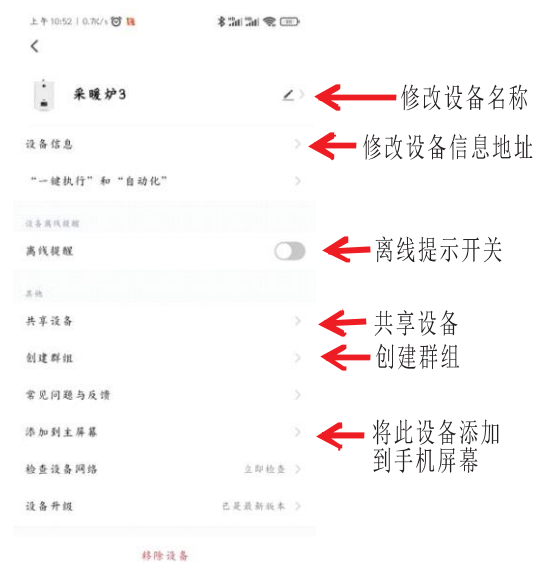 上午10:52 | 0.7K/s
采暖炉3
修改设备名称
设备信息
修改设备信息地址
“一键执行”和“自动化”
设备离线提醒
离线提醒
离线提示开关
其他
共享设备
共享设备
创建群组
创建群组
常见问题与反馈
添加到主屏幕
将此设备添加
到手机屏幕
检查设备网络 立即检查
设备升级 已是最新版本
移除设备